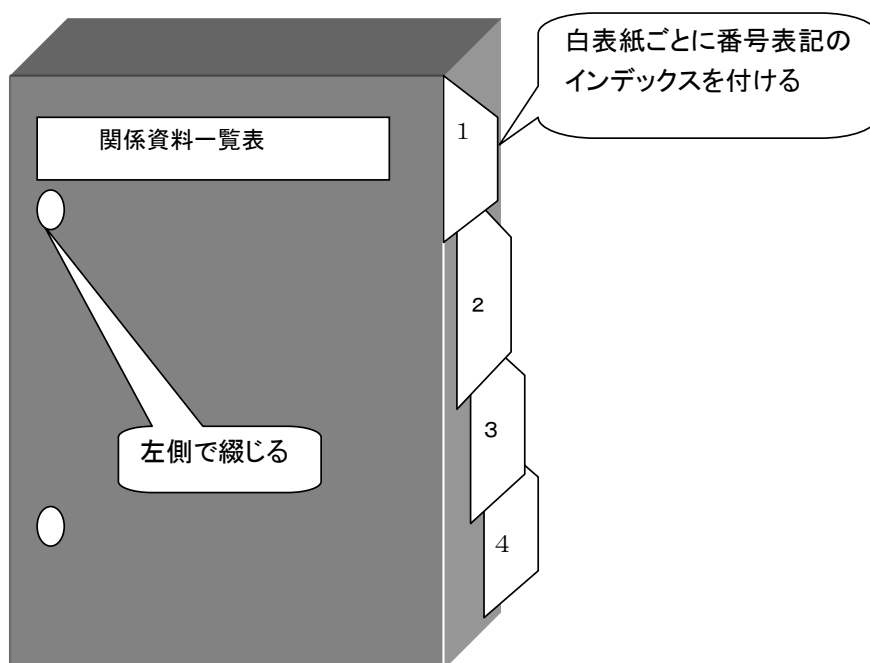 白表紙ごとに番号表記の
インデックスを付ける
関係資料一覧表
1
2
3
4
左側で綴じる